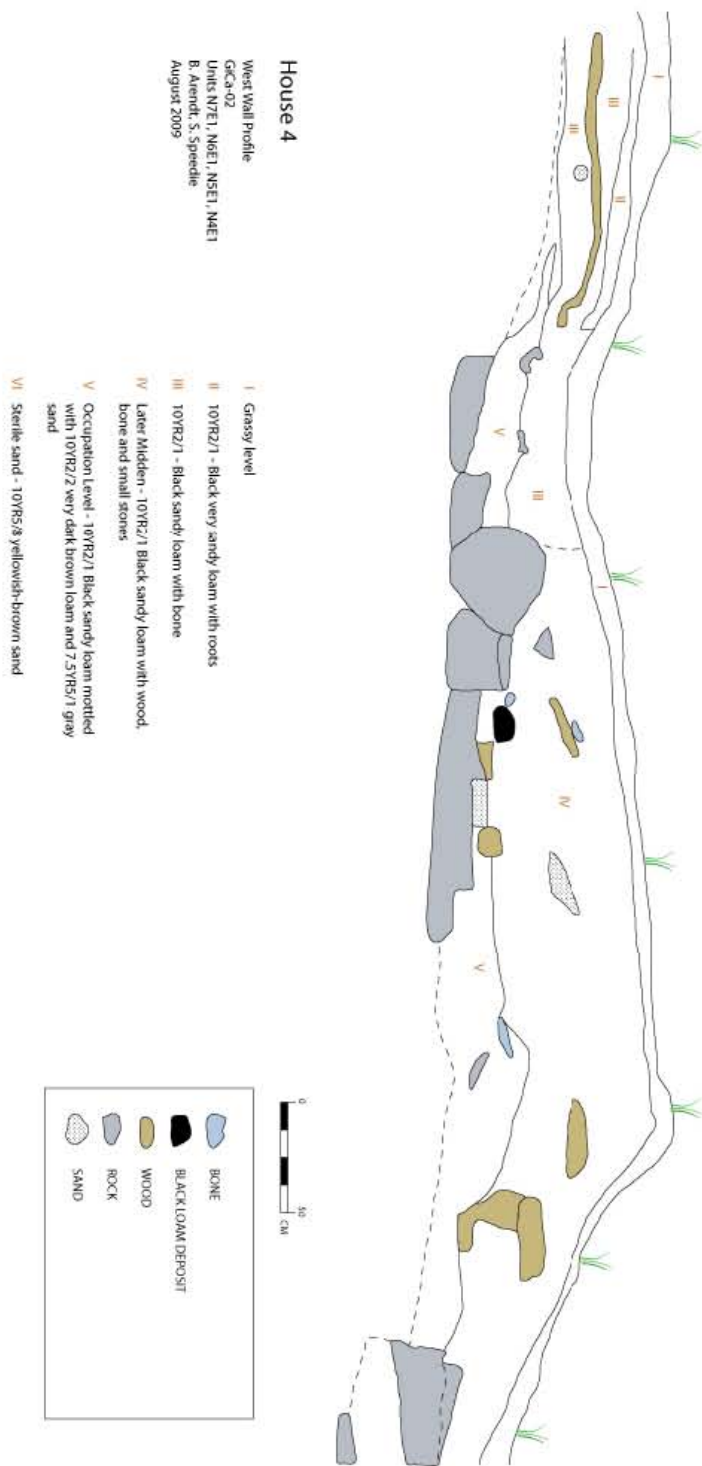 I
III
II
III
V
III
I
IV
V
House 4
West Wall Profile
GiCa-02
Units N7E1, N6E1, N5E1, N4E1
B. Arendt, S. Speedie
August 2009
I Grassy level
II 10YR2/1 - Black very sandy loam with roots
III 10YR2/1 - Black sandy loam with bone
IV Later Midden - 10YR2/1 Black sandy loam with wood,
bone and small stones
V Occupation Level - 10YR2/1 Black sandy loam mottled
with 10YR2/2 very dark brown loam and 7.5YR5/1 gray
sand
VI Sterile sand - 10YR5/8 yellowish-brown sand
0 50
CM
BONE
BLACK LOAM DEPOSIT
WOOD
ROCK
SAND